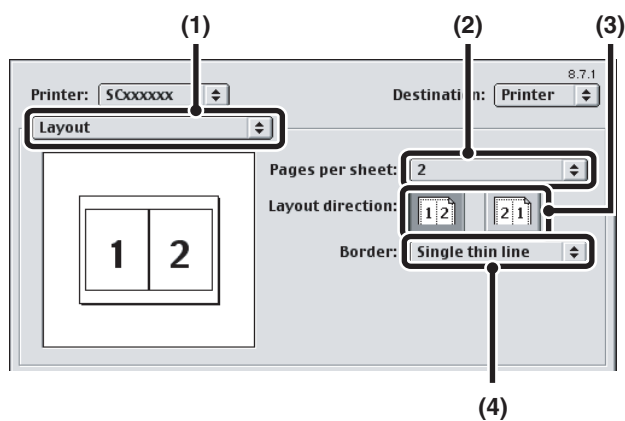 (1) (2) (3)
8.7.1
Printer: SCxxxxxx Destination: Printer
Layout
Pages per sheet: 2
Layout direction: 1 2 2 1
1 2
Border: Single thin line
(4)